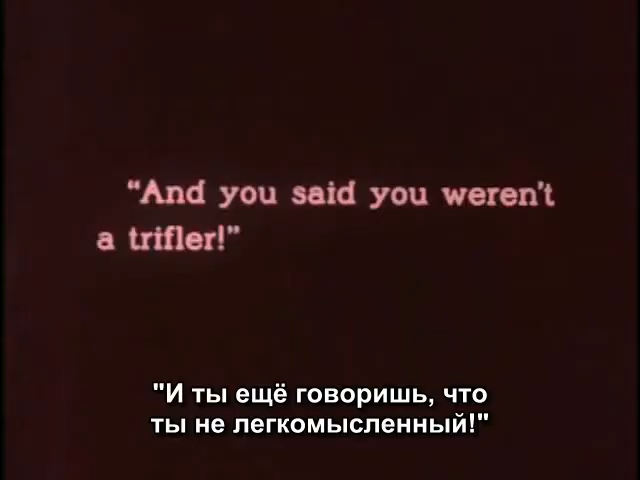 “And you said you weren't
a trifler!”
"И ты ещё говоришь, что
ты не легкомысленный!"